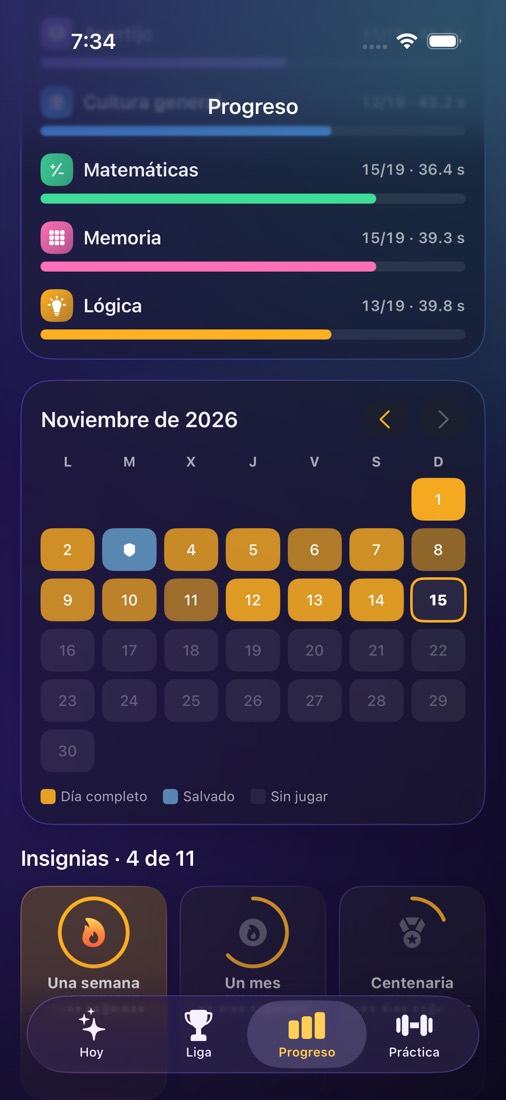 7:34
Cultura general
Progreso
Matemáticas 15/19 · 36.4 s
Memoria 15/19 · 39.3 s
Lógica 13/19 · 39.8 s
Noviembre de 2026
L M X J V S D
1
2 4 5 6 7 8
9 10 11 12 13 14 15
16 17 18 19 20 21 22
23 24 25 26 27 28 29
30
Día completo Salvado Sin jugar
Insignias · 4 de 11
Una semana Un mes Centenaria
Hoy Liga Progreso Práctica